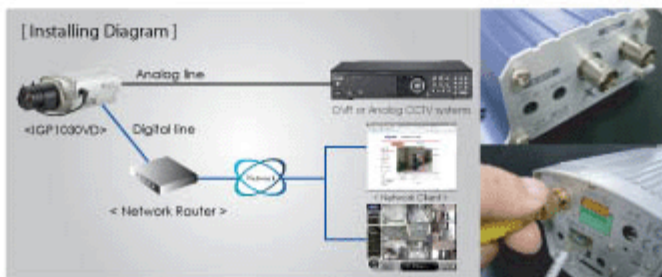 [Installing Diagram]
Analog line
DVR or Analog CCTV systems
<IGP1030VD>
Digital line
Network
< Network Router >
< Network Client >